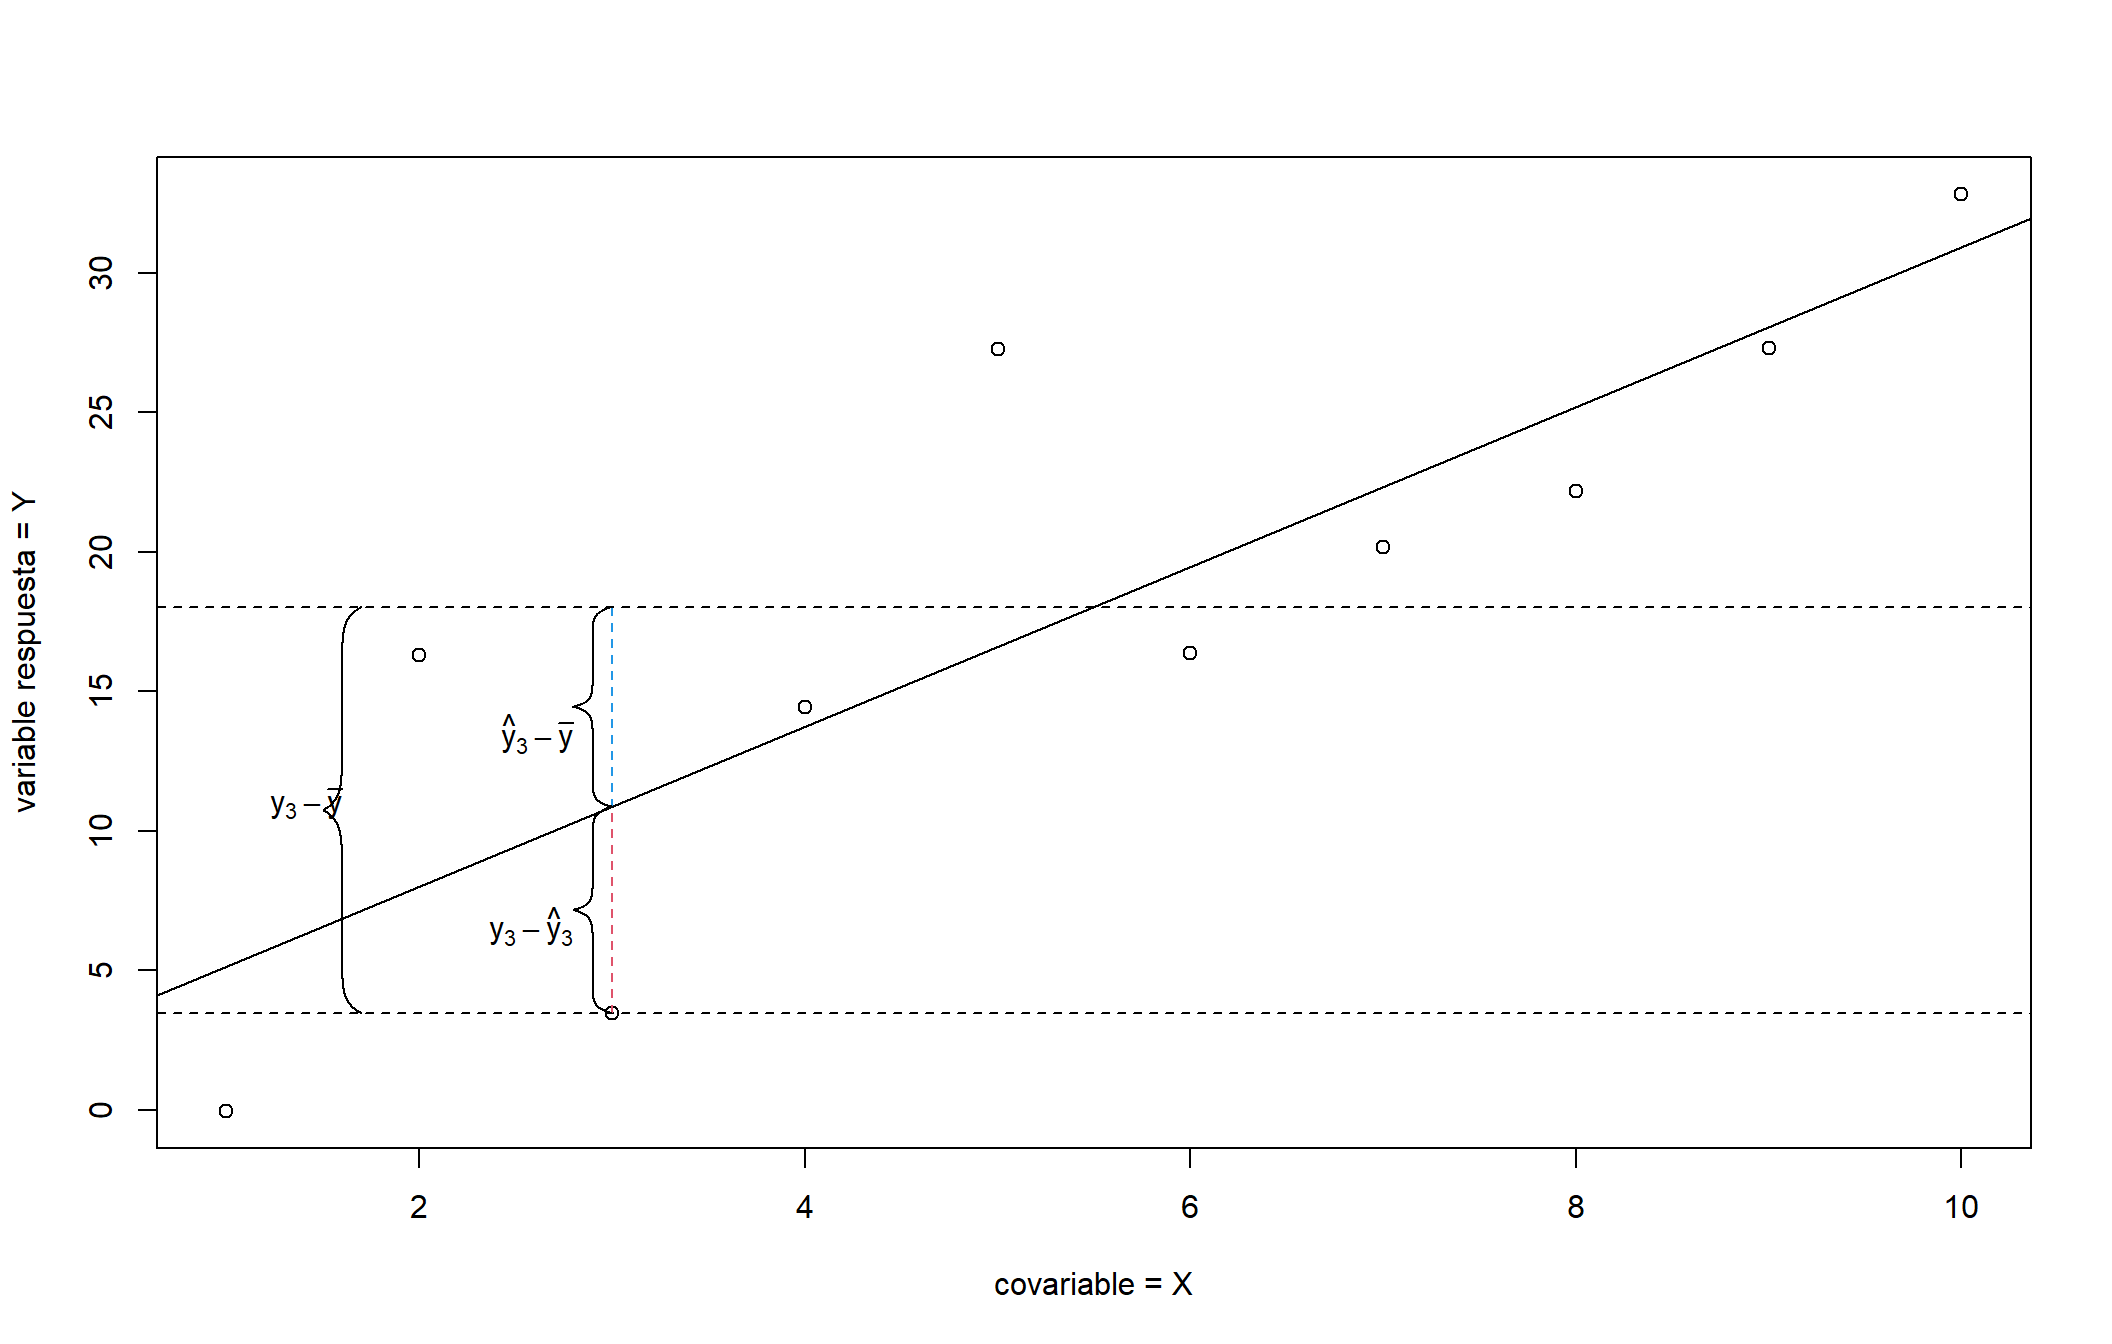 variable respuesta = Y
30
25
20
15
10
5
0
ŷ₃ – ȳ
y₃ – ȳ
y₃ – ŷ₃
2 4 6 8 10
covariable = X